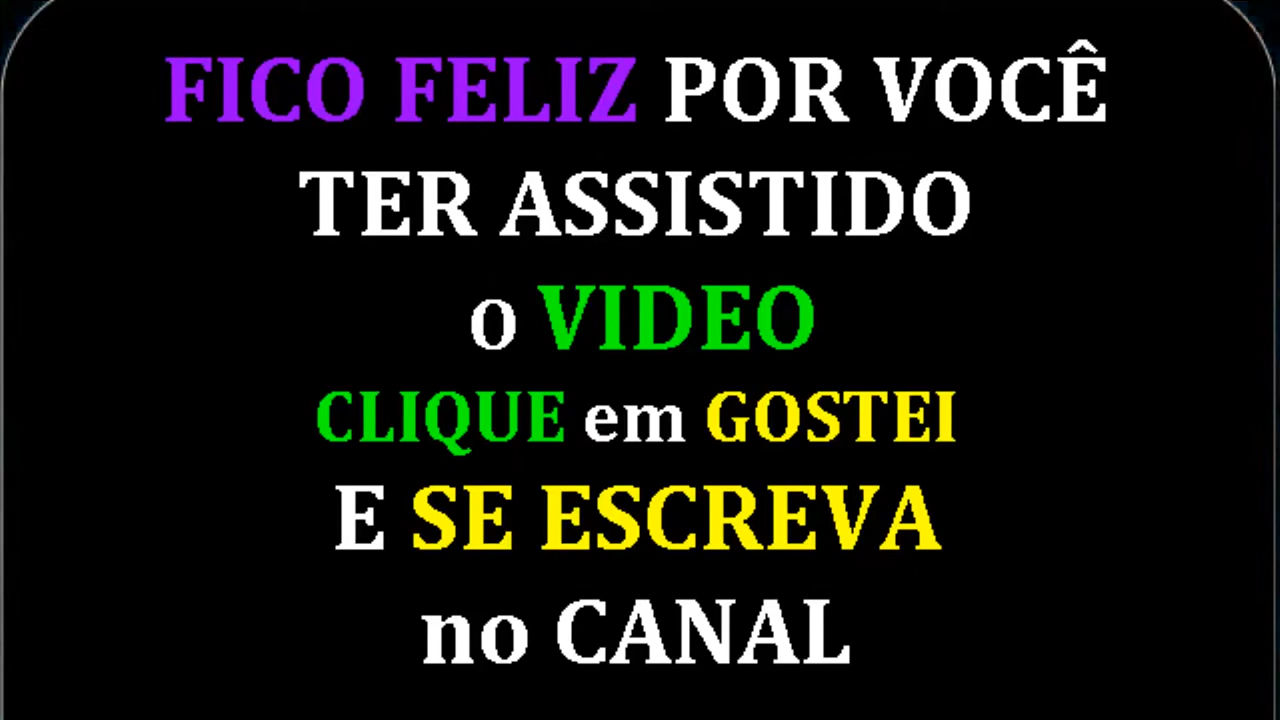 FICO FELIZ POR VOCÊ
TER ASSISTIDO
o VIDEO
CLIQUE em GOSTEI
E SE ESCREVA
no CANAL